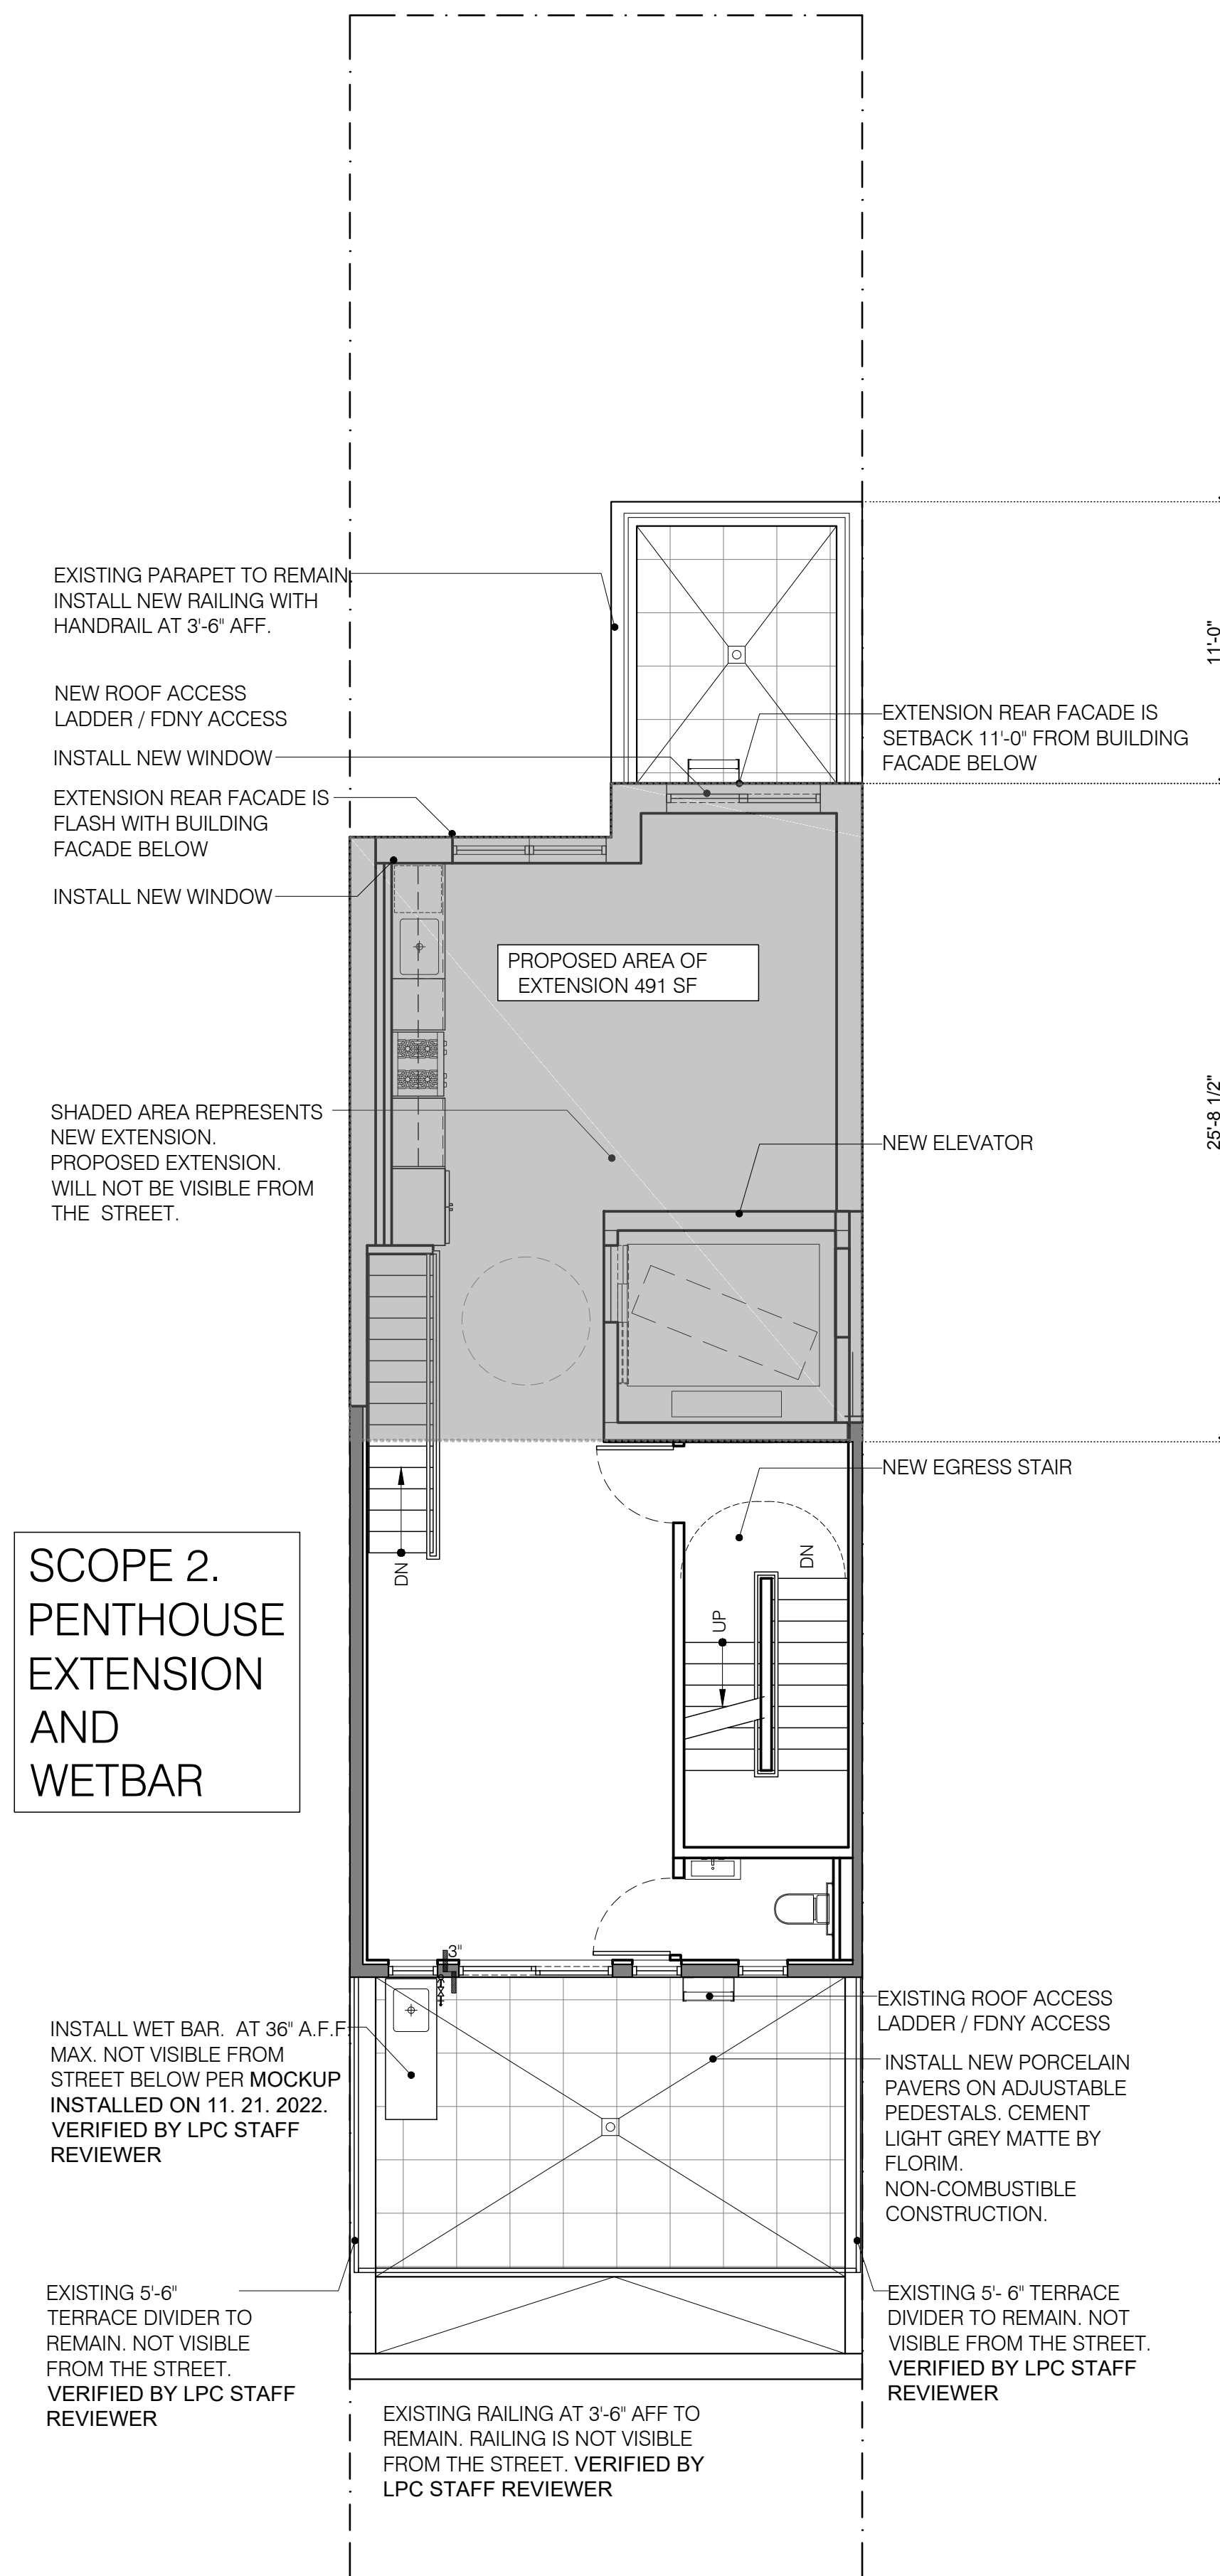 EXISTING PARAPET TO REMAIN.
INSTALL NEW RAILING WITH
HANDRAIL AT 3'-6" AFF.
11'-0"
NEW ROOF ACCESS
LADDER / FDNY ACCESS
INSTALL NEW WINDOW
EXTENSION REAR FACADE IS
SETBACK 11'-0" FROM BUILDING
FACADE BELOW
EXTENSION REAR FACADE IS
FLASH WITH BUILDING
FACADE BELOW
INSTALL NEW WINDOW
PROPOSED AREA OF
EXTENSION 491 SF
SHADED AREA REPRESENTS
NEW EXTENSION.
PROPOSED EXTENSION.
WILL NOT BE VISIBLE FROM
THE STREET.
NEW ELEVATOR
25'-8 1/2"
NEW EGRESS STAIR
DN
DN
UP
SCOPE 2.
PENTHOUSE
EXTENSION
AND
WETBAR
3"
INSTALL WET BAR. AT 36" A.F.F.
MAX. NOT VISIBLE FROM
STREET BELOW PER MOCKUP
INSTALLED ON 11. 21. 2022.
VERIFIED BY LPC STAFF
REVIEWER
EXISTING ROOF ACCESS
LADDER / FDNY ACCESS
INSTALL NEW PORCELAIN
PAVERS ON ADJUSTABLE
PEDESTALS. CEMENT
LIGHT GREY MATTE BY
FLORIM.
NON-COMBUSTIBLE
CONSTRUCTION.
EXISTING 5'-6"
TERRACE DIVIDER TO
REMAIN. NOT VISIBLE
FROM THE STREET.
VERIFIED BY LPC STAFF
REVIEWER
EXISTING 5'- 6" TERRACE
DIVIDER TO REMAIN. NOT
VISIBLE FROM THE STREET.
VERIFIED BY LPC STAFF
REVIEWER
EXISTING RAILING AT 3'-6" AFF TO
REMAIN. RAILING IS NOT VISIBLE
FROM THE STREET. VERIFIED BY
LPC STAFF REVIEWER